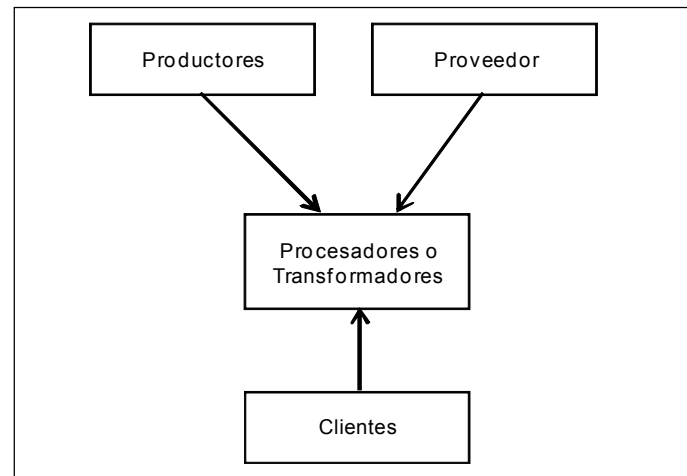 Productores
Proveedor
Procesadores o
Transformadores
Clientes